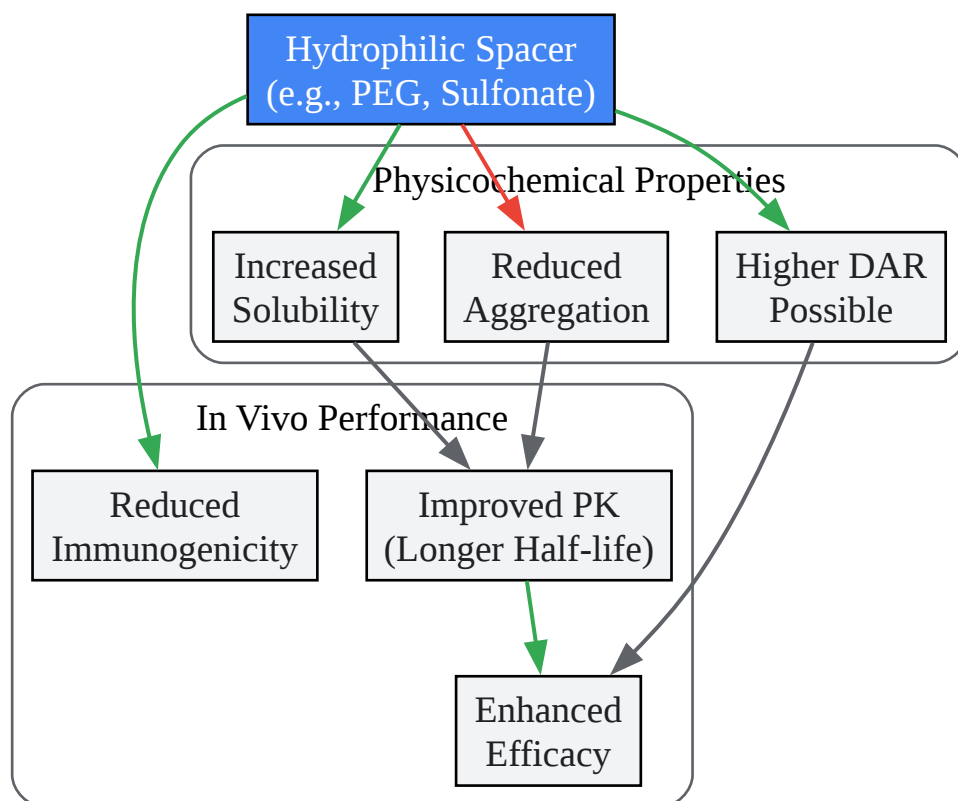 Hydrophilic Spacer
(e.g., PEG, Sulfonate)
Physicochemical Properties
Increased
Solubility
Reduced
Aggregation
Higher DAR
Possible
In Vivo Performance
Reduced
Immunogenicity
Improved PK
(Longer Half-life)
Enhanced
Efficacy